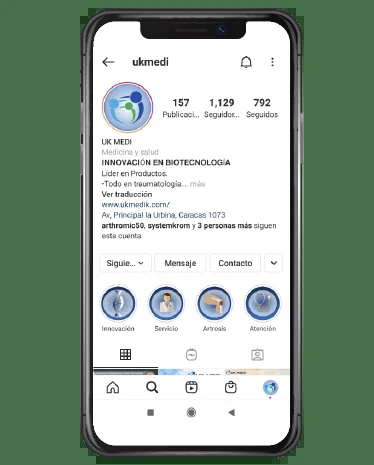 ukmedi
157 1,129 792
Publicaci... Seguidor... Seguidos
UK MEDI
Medicina y salud
INNOVACIÓN EN BIOTECNOLOGÍA
Líder en Productos.
•Todo en traumatología... más
Ver traducción
www.ukmedik.com/
Av, Principal la Urbina, Caracas 1073
arthromic50, systemkrom y 3 personas más siguen
esta cuenta
Siguie... Mensaje Contacto
Innovación Servicio Artrosis Atención